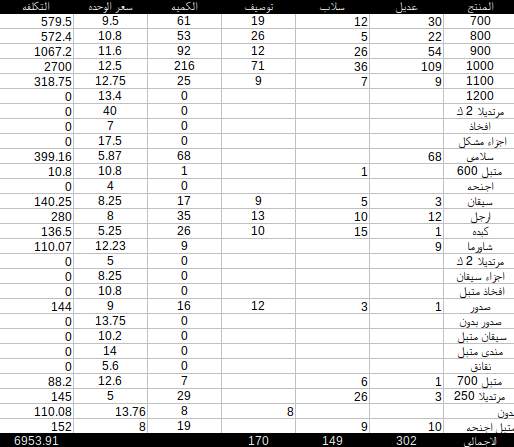 المنتج عديل سلاب توصيف الكميه سعر الوحده التكلفه
700 30 12 19 61 9.5 579.5
800 22 5 26 53 10.8 572.4
900 54 26 12 92 11.6 1067.2
1000 109 36 71 216 12.5 2700
1100 9 7 9 25 12.75 318.75
1200 0 13.4 0
مرتديلا 2 ك 0 40 0
افخاذ 0 7 0
اجزاء مشكل 0 17.5 0
سلامى 68 68 5.87 399.16
متبل 600 1 1 10.8 10.8
اجنحه 0 4 0
سيقان 3 5 9 17 8.25 140.25
ارجل 12 10 13 35 8 280
كبده 1 15 10 26 5.25 136.5
شاورما 9 9 12.23 110.07
مرتديلا 2 ك 0 5 0
اجزاء سيقان 0 8.25 0
افخاذ متبل 0 10.8 0
صدور 1 3 12 16 9 144
صدور بدون 0 13.75 0
سيقان متبل 0 10.2 0
مندى متبل 0 14 0
نقانق 0 5.6 0
متبل 700 1 6 7 12.6 88.2
مرتديلا 250 3 26 29 5 145
دون 8 8 13.76 110.08
متبل اجنحه 10 9 19 8 152
لاجمالى 302 149 170 6953.91